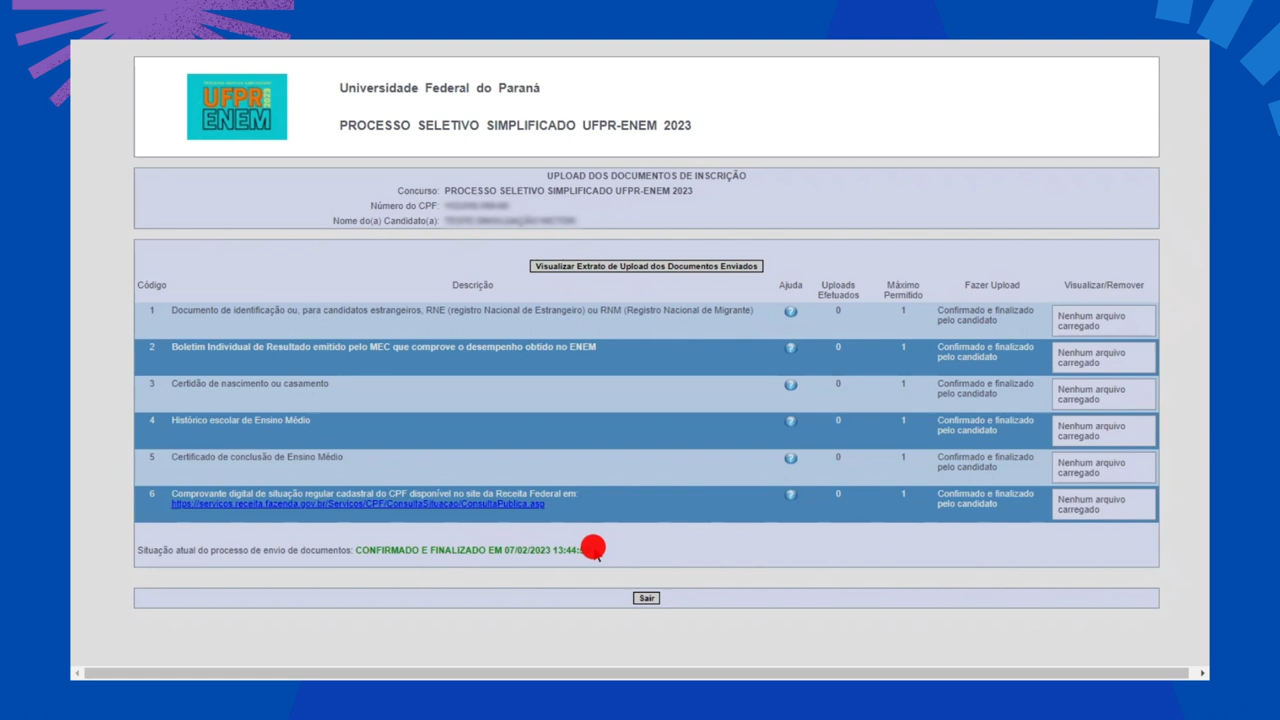 UFPR
2023
ENEM
Universidade Federal do Paraná
PROCESSO SELETIVO SIMPLIFICADO UFPR-ENEM 2023
UPLOAD DOS DOCUMENTOS DE INSCRIÇÃO
Concurso: PROCESSO SELETIVO SIMPLIFICADO UFPR-ENEM 2023
Número do CPF:
Nome do(a) Candidato(a):
Visualizar Extrato de Upload dos Documentos Enviados
Código Descrição Ajuda Uploads Efetuados Máximo Permitido Fazer Upload Visualizar/Remover
1 Documento de identificação ou, para candidatos estrangeiros, RNE (registro Nacional de Estrangeiro) ou RNM (Registro Nacional de Migrante) ? 0 1 Confirmado e finalizado pelo candidato Nenhum arquivo carregado
2 Boletim Individual de Resultado emitido pelo MEC que comprove o desempenho obtido no ENEM ? 0 1 Confirmado e finalizado pelo candidato Nenhum arquivo carregado
3 Certidão de nascimento ou casamento ? 0 1 Confirmado e finalizado pelo candidato Nenhum arquivo carregado
4 Histórico escolar de Ensino Médio ? 0 1 Confirmado e finalizado pelo candidato Nenhum arquivo carregado
5 Certificado de conclusão de Ensino Médio ? 0 1 Confirmado e finalizado pelo candidato Nenhum arquivo carregado
6 Comprovante digital de situação regular cadastral do CPF disponível no site da Receita Federal em: ? 0 1 Confirmado e finalizado pelo candidato Nenhum arquivo carregado
https://servicos.receita.fazenda.gov.br/Servicos/CPF/ConsultaSituacao/ConsultaPublica.asp
Situação atual do processo de envio de documentos: CONFIRMADO E FINALIZADO EM 07/02/2023 13:44:
Sair